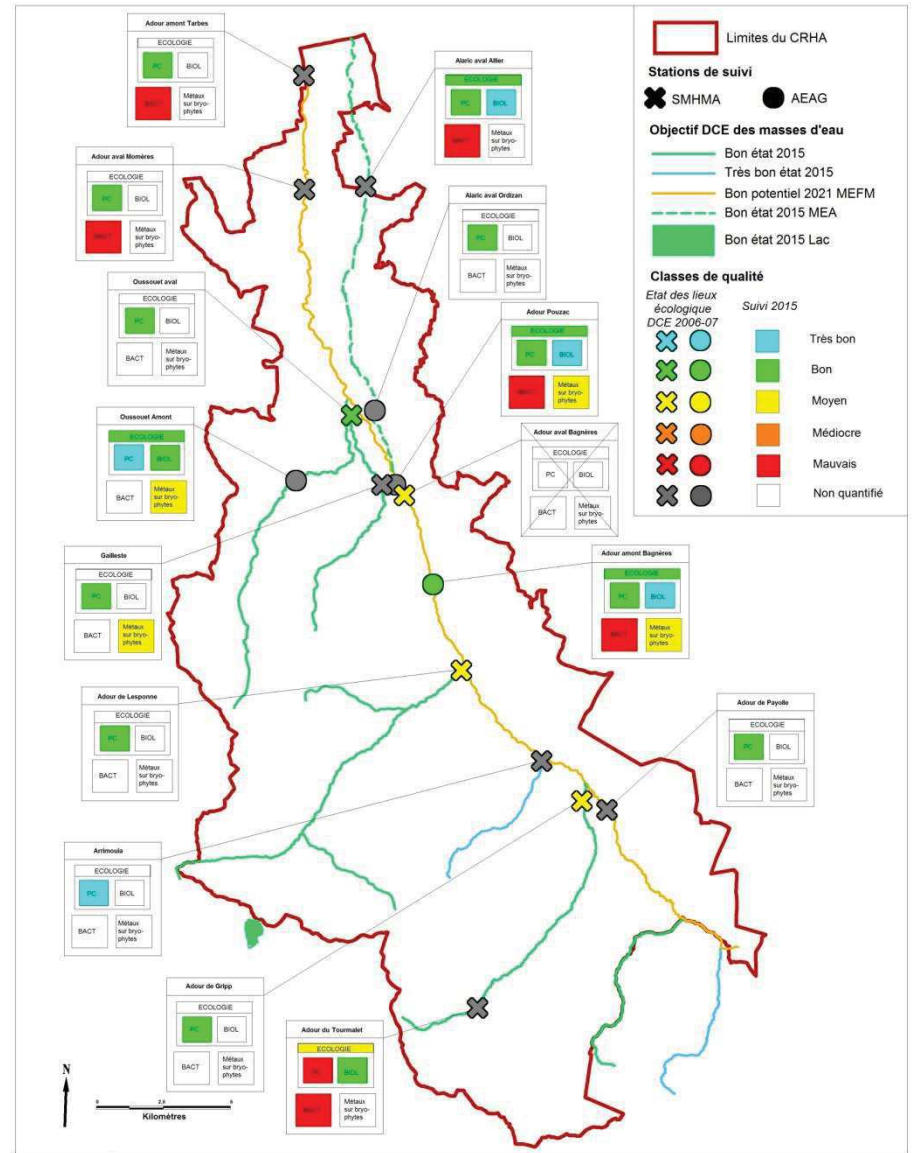 Adour amont Tarbes
ECOLOGIE
PC
BIOL
BACT
Métaux
sur bryo-
phytes
Alaric aval Allier
ECOLOGIE
PC
BIOL
BACT
Métaux
sur bryo-
phytes
Adour aval Momères
ECOLOGIE
PC
BIOL
BACT
Métaux
sur bryo-
phytes
Alaric aval Ordizan
ECOLOGIE
PC
BIOL
BACT
Métaux
sur bryo-
phytes
Oussouet aval
ECOLOGIE
PC
BIOL
BACT
Métaux
sur bryo-
phytes
Adour Pouzac
ECOLOGIE
PC
BIOL
BACT
Métaux
sur bryo-
phytes
Oussouet Amont
ECOLOGIE
PC
BIOL
BACT
Métaux
sur bryo-
phytes
Adour aval Bagnères
ECOLOGIE
PC
BIOL
BACT
Métaux
sur bryo-
phytes
Gailleste
ECOLOGIE
PC
BIOL
BACT
Métaux
sur bryo-
phytes
Adour amont Bagnères
ECOLOGIE
PC
BIOL
BACT
Métaux
sur bryo-
phytes
Adour de Lesponne
ECOLOGIE
PC
BIOL
BACT
Métaux
sur bryo-
phytes
Adour de Payolle
ECOLOGIE
PC
BIOL
BACT
Métaux
sur bryo-
phytes
Arrimoula
ECOLOGIE
PC
BIOL
BACT
Métaux
sur bryo-
phytes
Adour de Gripp
ECOLOGIE
PC
BIOL
BACT
Métaux
sur bryo-
phytes
Adour du Tourmalet
ECOLOGIE
PC
BIOL
BACT
Métaux
sur bryo-
phytes
Limites du CRHA
Stations de suivi
SMHMA
AEAG
Objectif DCE des masses d'eau
Bon état 2015
Très bon état 2015
Bon potentiel 2021 MEFM
Bon état 2015 MEA
Bon état 2015 Lac
Classes de qualité
Etat des lieux
écologique
DCE 2006-07
Suivi 2015
Très bon
Bon
Moyen
Médiocre
Mauvais
Non quantifié
N
Kilomètres